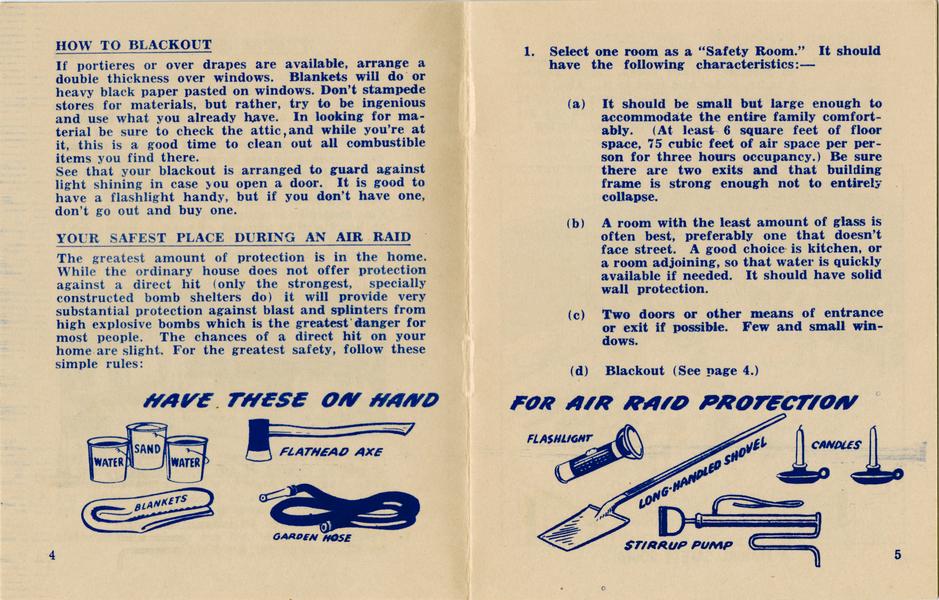 HOW TO BLACKOUT
If portieres or over drapes are available, arrange a
double thickness over windows. Blankets will do or
heavy black paper pasted on windows. Don't stampede
stores for materials, but rather, try to be ingenious
and use what you already have. In looking for ma-
terial be sure to check the attic, and while you're at
it, this is a good time to clean out all combustible
items you find there.
See that your blackout is arranged to guard against
light shining in case you open a door. It is good to
have a flashlight handy, but if you don't have one,
don't go out and buy one.
YOUR SAFEST PLACE DURING AN AIR RAID
The greatest amount of protection is in the home.
While the ordinary house does not offer protection
against a direct hit (only the strongest, specially
constructed bomb shelters do) it will provide very
substantial protection against blast and splinters from
high explosive bombs which is the greatest danger for
most people. The chances of a direct hit on your
home are slight. For the greatest safety, follow these
simple rules:
HAVE THESE ON HAND
WATER
SAND
WATER
FLATHEAD AXE
BLANKETS
GARDEN HOSE
4
1. Select one room as a "Safety Room." It should
have the following characteristics:—
(a) It should be small but large enough to
accommodate the entire family comfort-
ably. (At least 6 square feet of floor
space, 75 cubic feet of air space per per-
son for three hours occupancy.) Be sure
there are two exits and that building
frame is strong enough not to entirely
collapse.
(b) A room with the least amount of glass is
often best, preferably one that doesn't
face street. A good choice is kitchen, or
a room adjoining, so that water is quickly
available if needed. It should have solid
wall protection.
(c) Two doors or other means of entrance
or exit if possible. Few and small win-
dows.
(d) Blackout (See page 4.)
FOR AIR RAID PROTECTION
FLASHLIGHT
LONG-HANDLED SHOVEL
CANDLES
STIRRUP PUMP
5